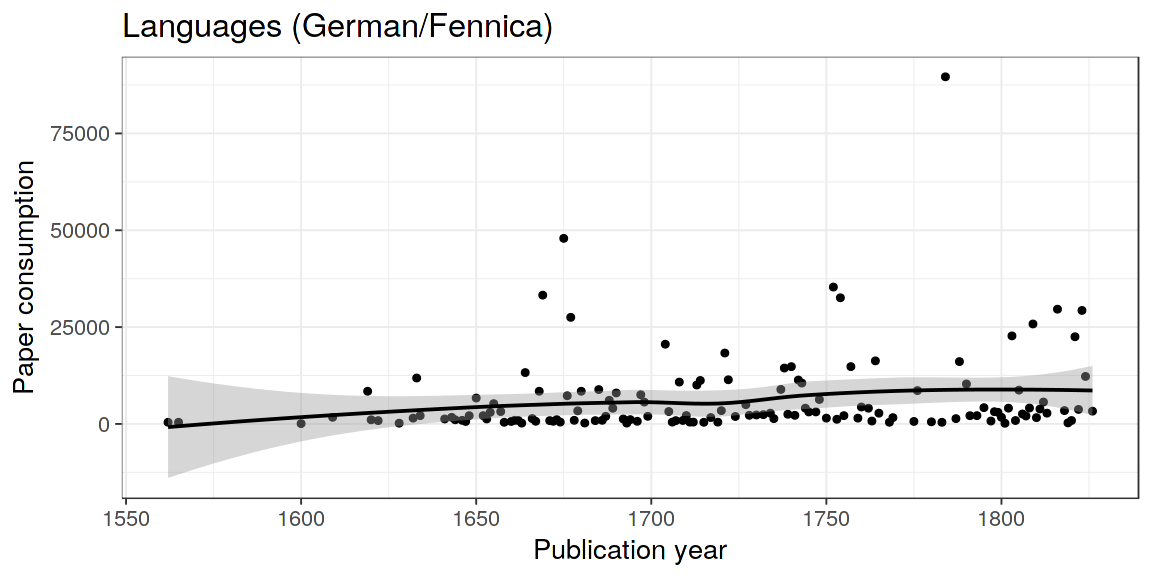 Languages (German/Fennica)
Paper consumption
75000
50000
25000
0
1550 1600 1650 1700 1750 1800
Publication year